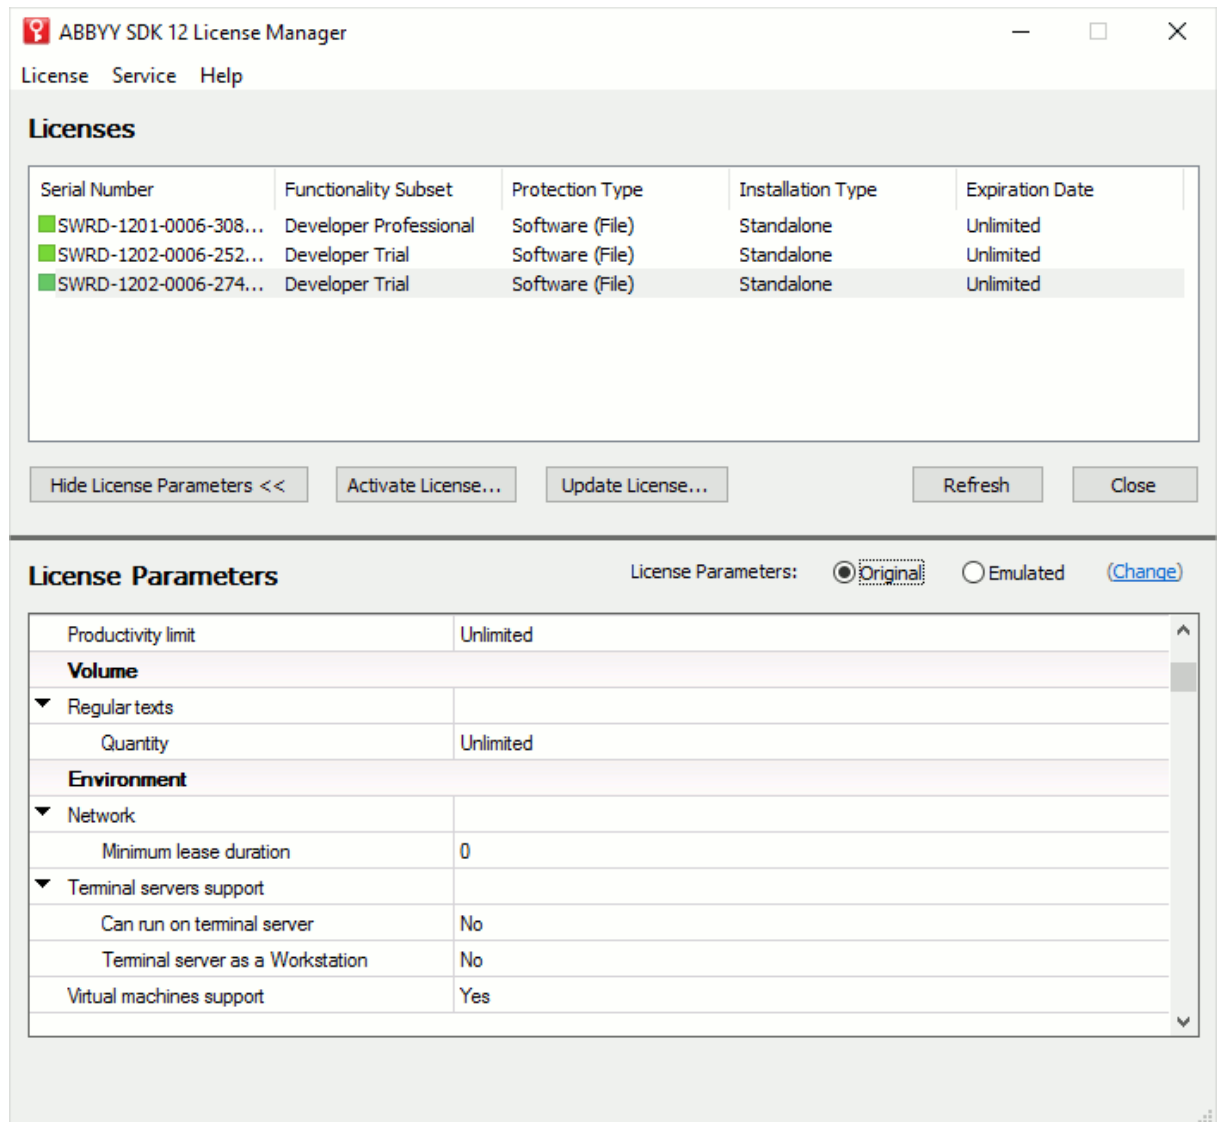 ABBYY SDK 12 License Manager
License Service Help
Licenses
Serial Number Functionality Subset Protection Type Installation Type Expiration Date
SWRD-1201-0006-308... Developer Professional Software (File) Standalone Unlimited
SWRD-1202-0006-252... Developer Trial Software (File) Standalone Unlimited
SWRD-1202-0006-274... Developer Trial Software (File) Standalone Unlimited
Hide License Parameters << Activate License... Update License... Refresh Close
License Parameters License Parameters: Original Emulated (Change)
Productivity limit Unlimited
Volume
Regular texts
Quantity Unlimited
Environment
Network
Minimum lease duration 0
Terminal servers support
Can run on terminal server No
Terminal server as a Workstation No
Virtual machines support Yes